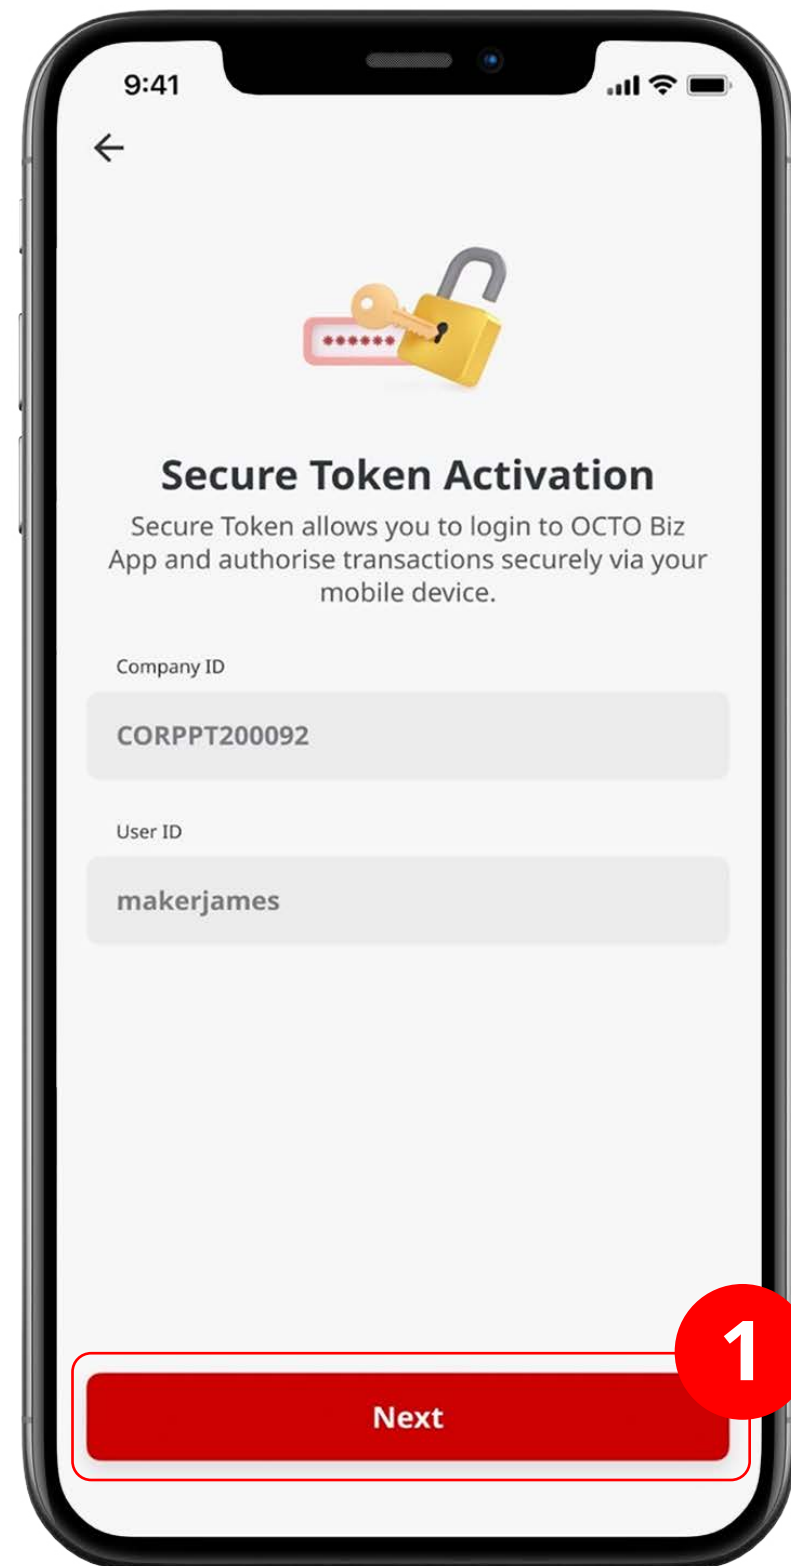 9:41
Secure Token Activation
Secure Token allows you to login to OCTO Biz
App and authorise transactions securely via your
mobile device.
Company ID
CORPPT200092
User ID
makerjames
1
Next